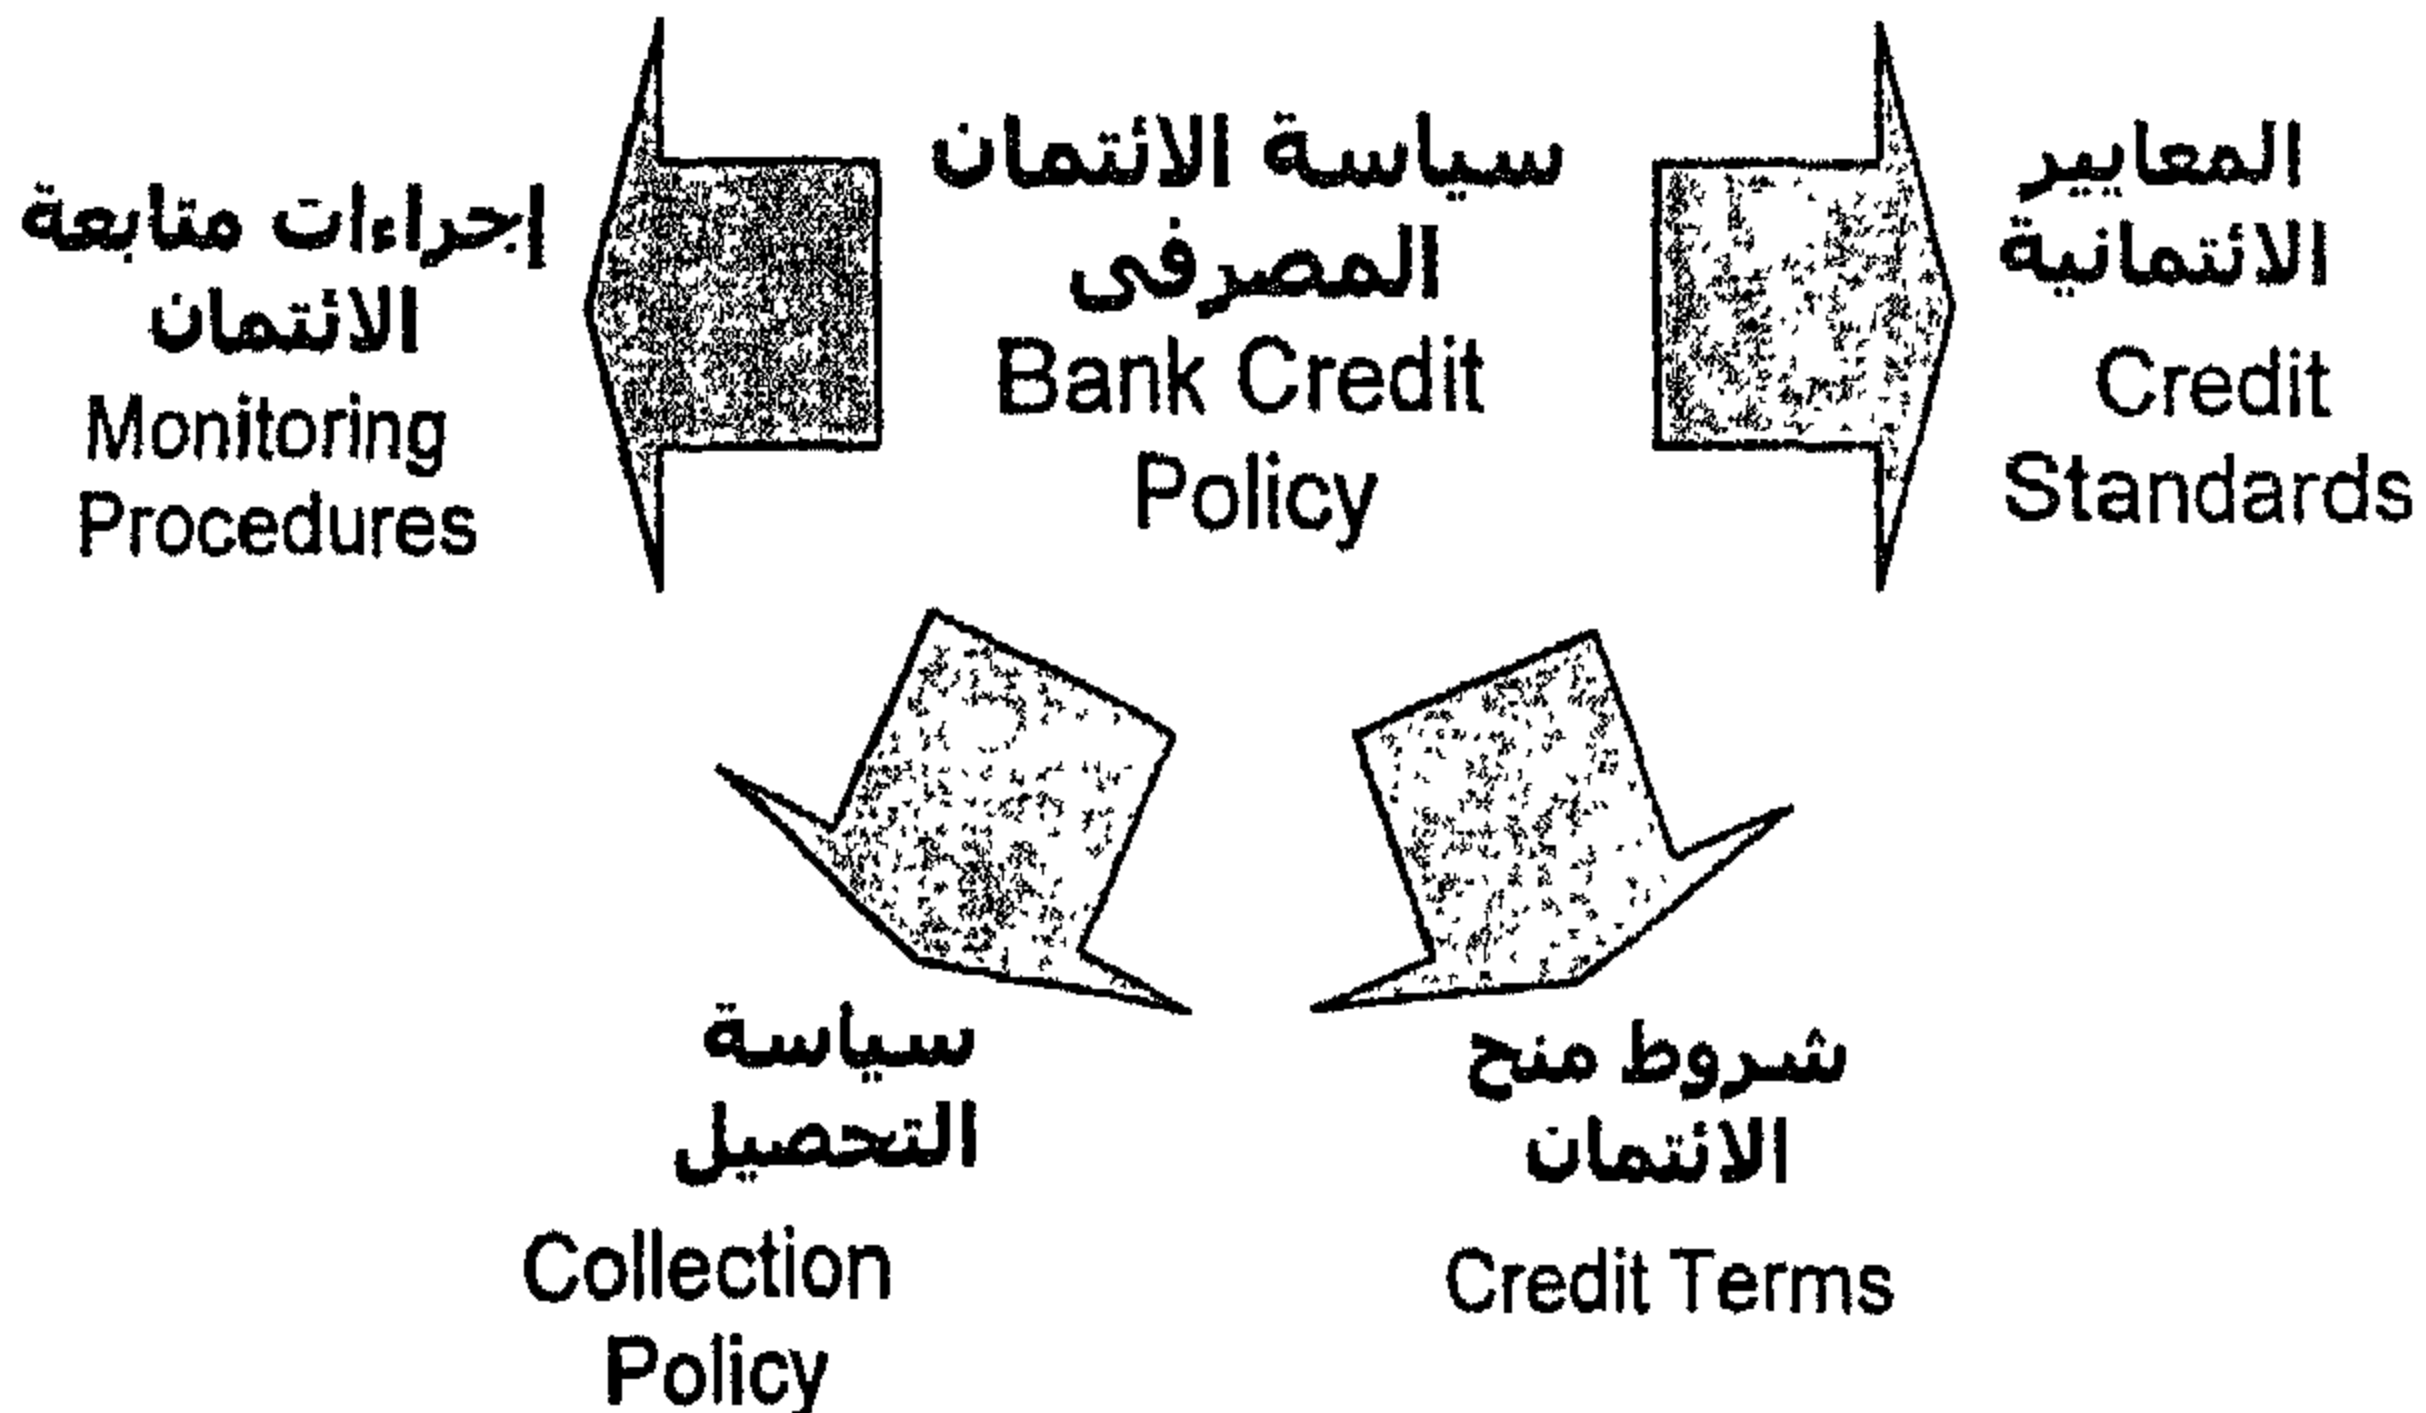 سياسة الائتمان
المصرفى
Bank Credit
Policy
المعايير
الائتمانية
Credit
Standards
شروط منح
الائتمان
Credit Terms
سياسة
التحصيل
Collection
Policy
إجراءات متابعة
الائتمان
Monitoring
Procedures